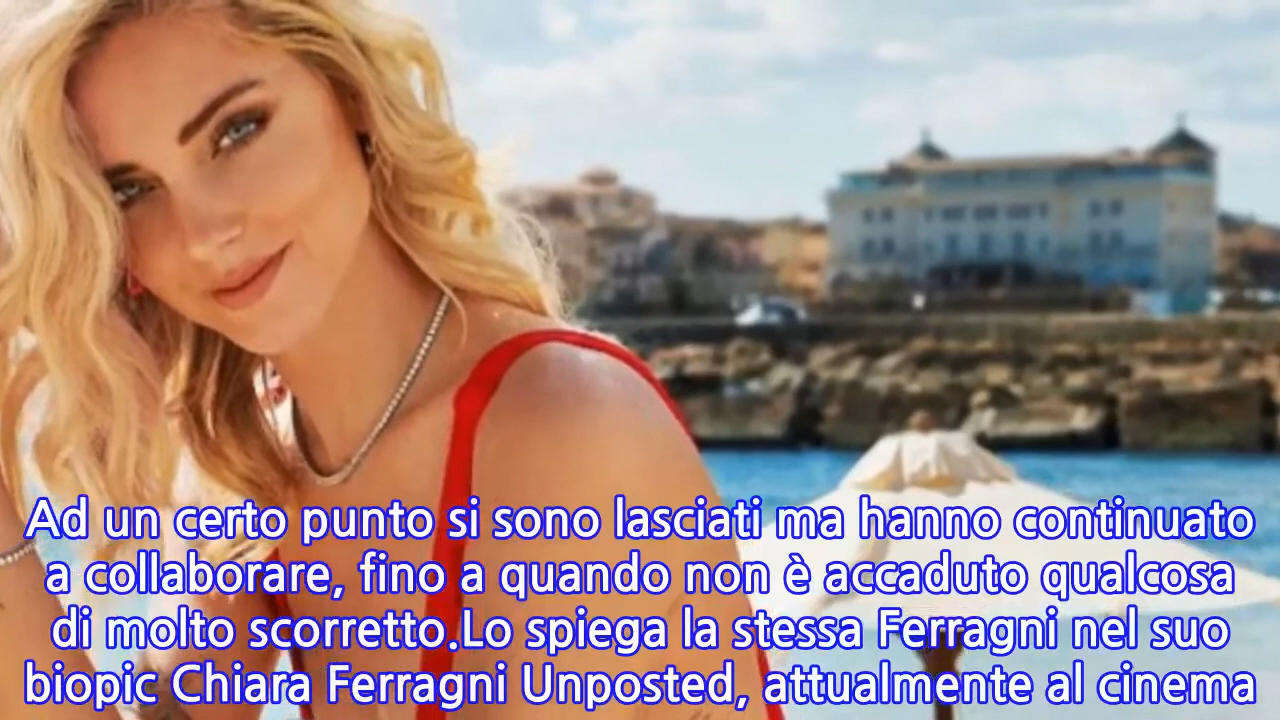 Ad un certo punto si sono lasciati ma hanno continuato
a collaborare, fino a quando non è accaduto qualcosa
di molto scorretto.Lo spiega la stessa Ferragni nel suo
biopic Chiara Ferragni Unposted, attualmente al cinema